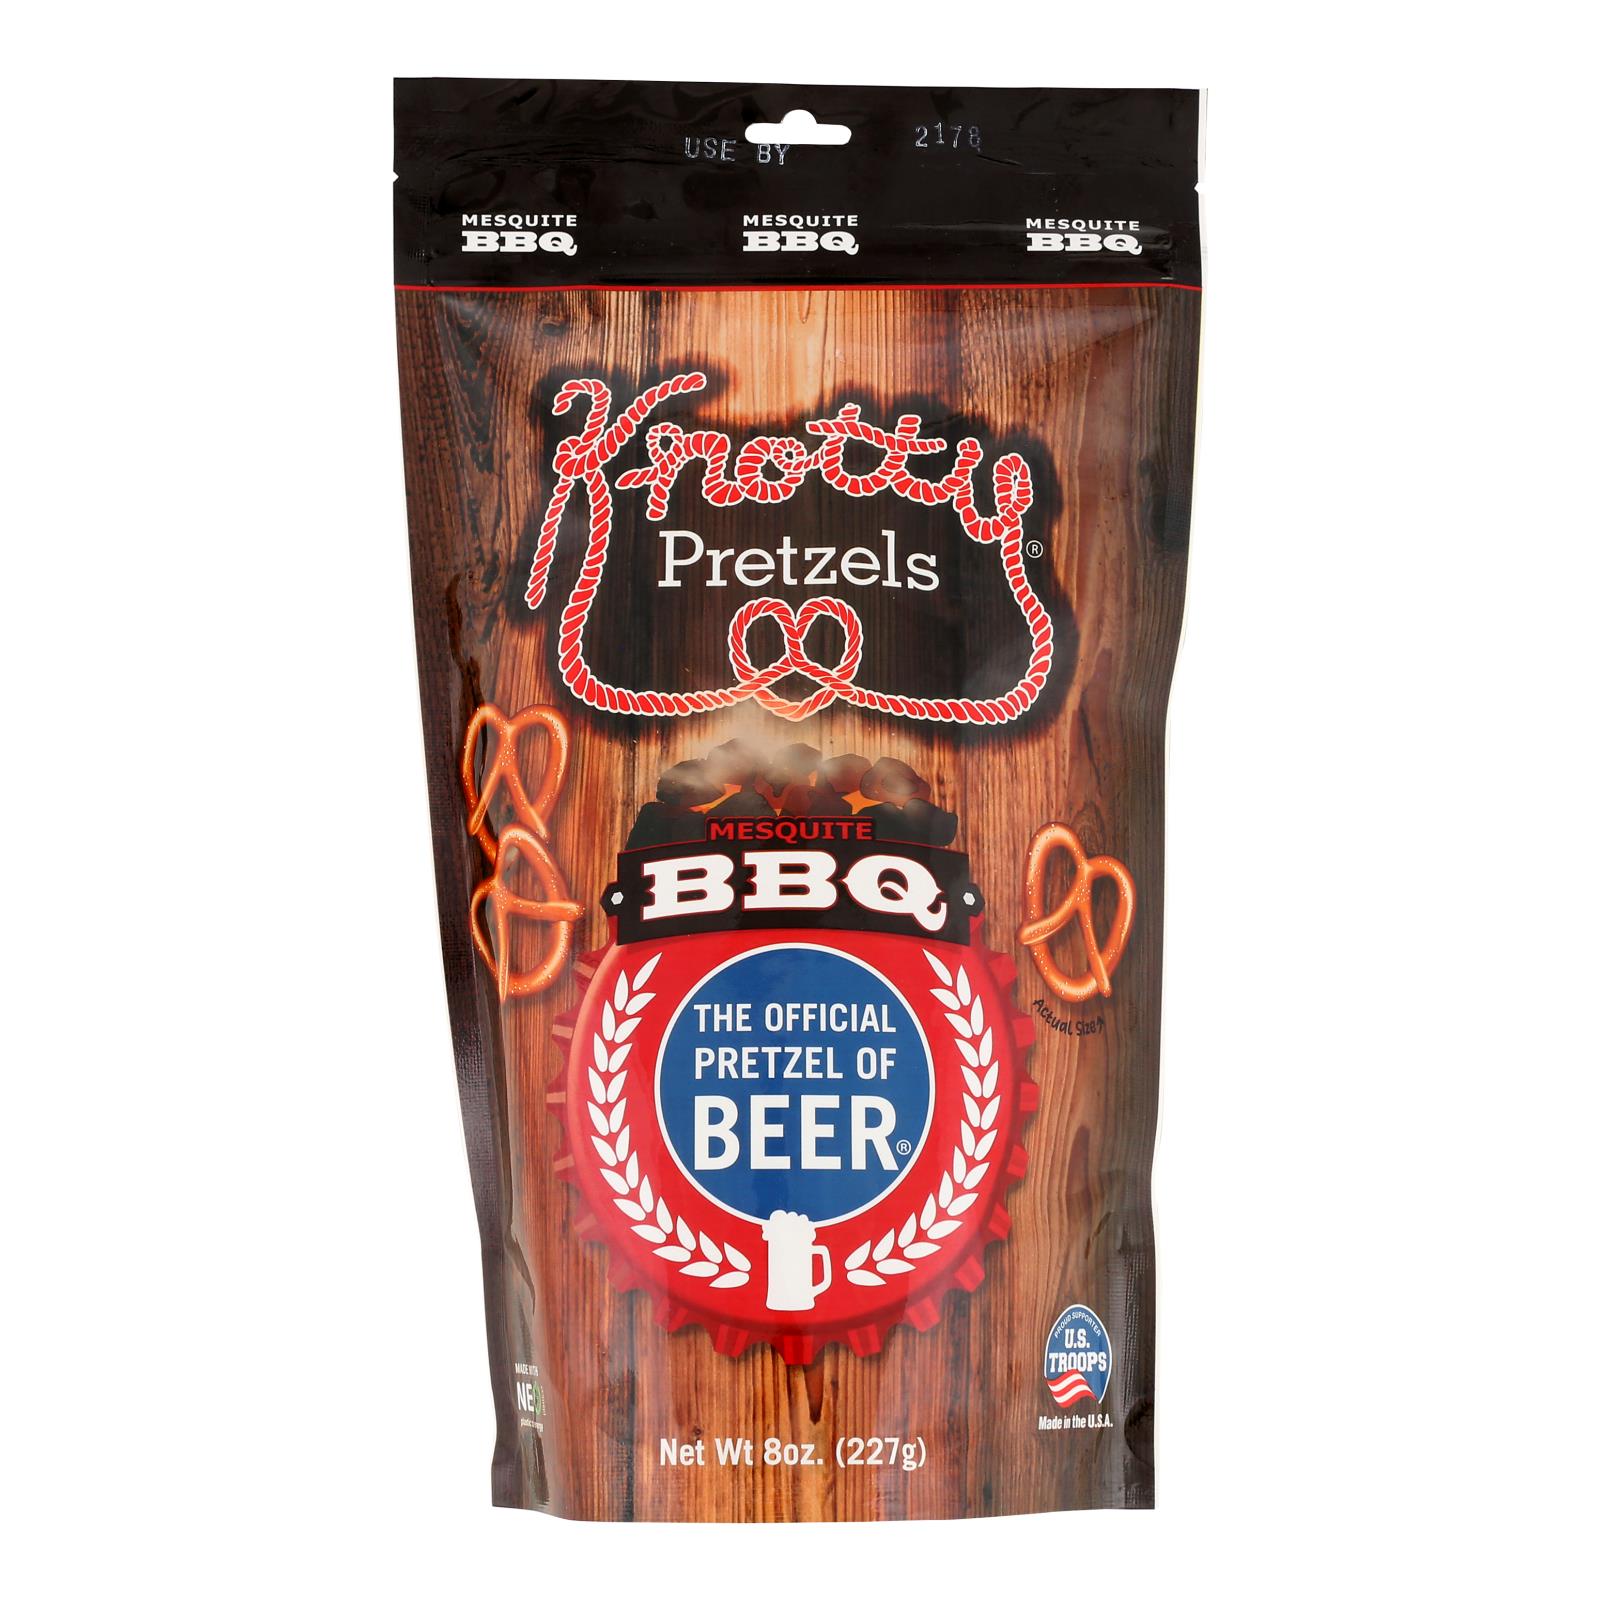 USE BY 2178
MESQUITE MESQUITE MESQUITE
BBQ BBQ BBQ
Knotty
Pretzels ®
MESQUITE
BBQ
THE OFFICIAL
PRETZEL OF
BEER®
Actual Size↑
PROUD SUPPORTER
U.S.
TROOPS
Made in the U.S.A.
MADE WITH
NEO
Net Wt 8oz. (227g)